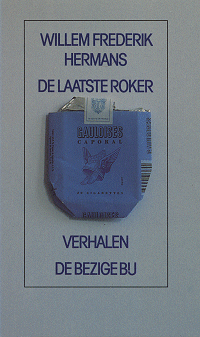 WILLEM FREDERIK
HERMANS
DE LAATSTE ROKER
GAULOISES
CAPORAL
VERHALEN
DE BEZIGE BIJ